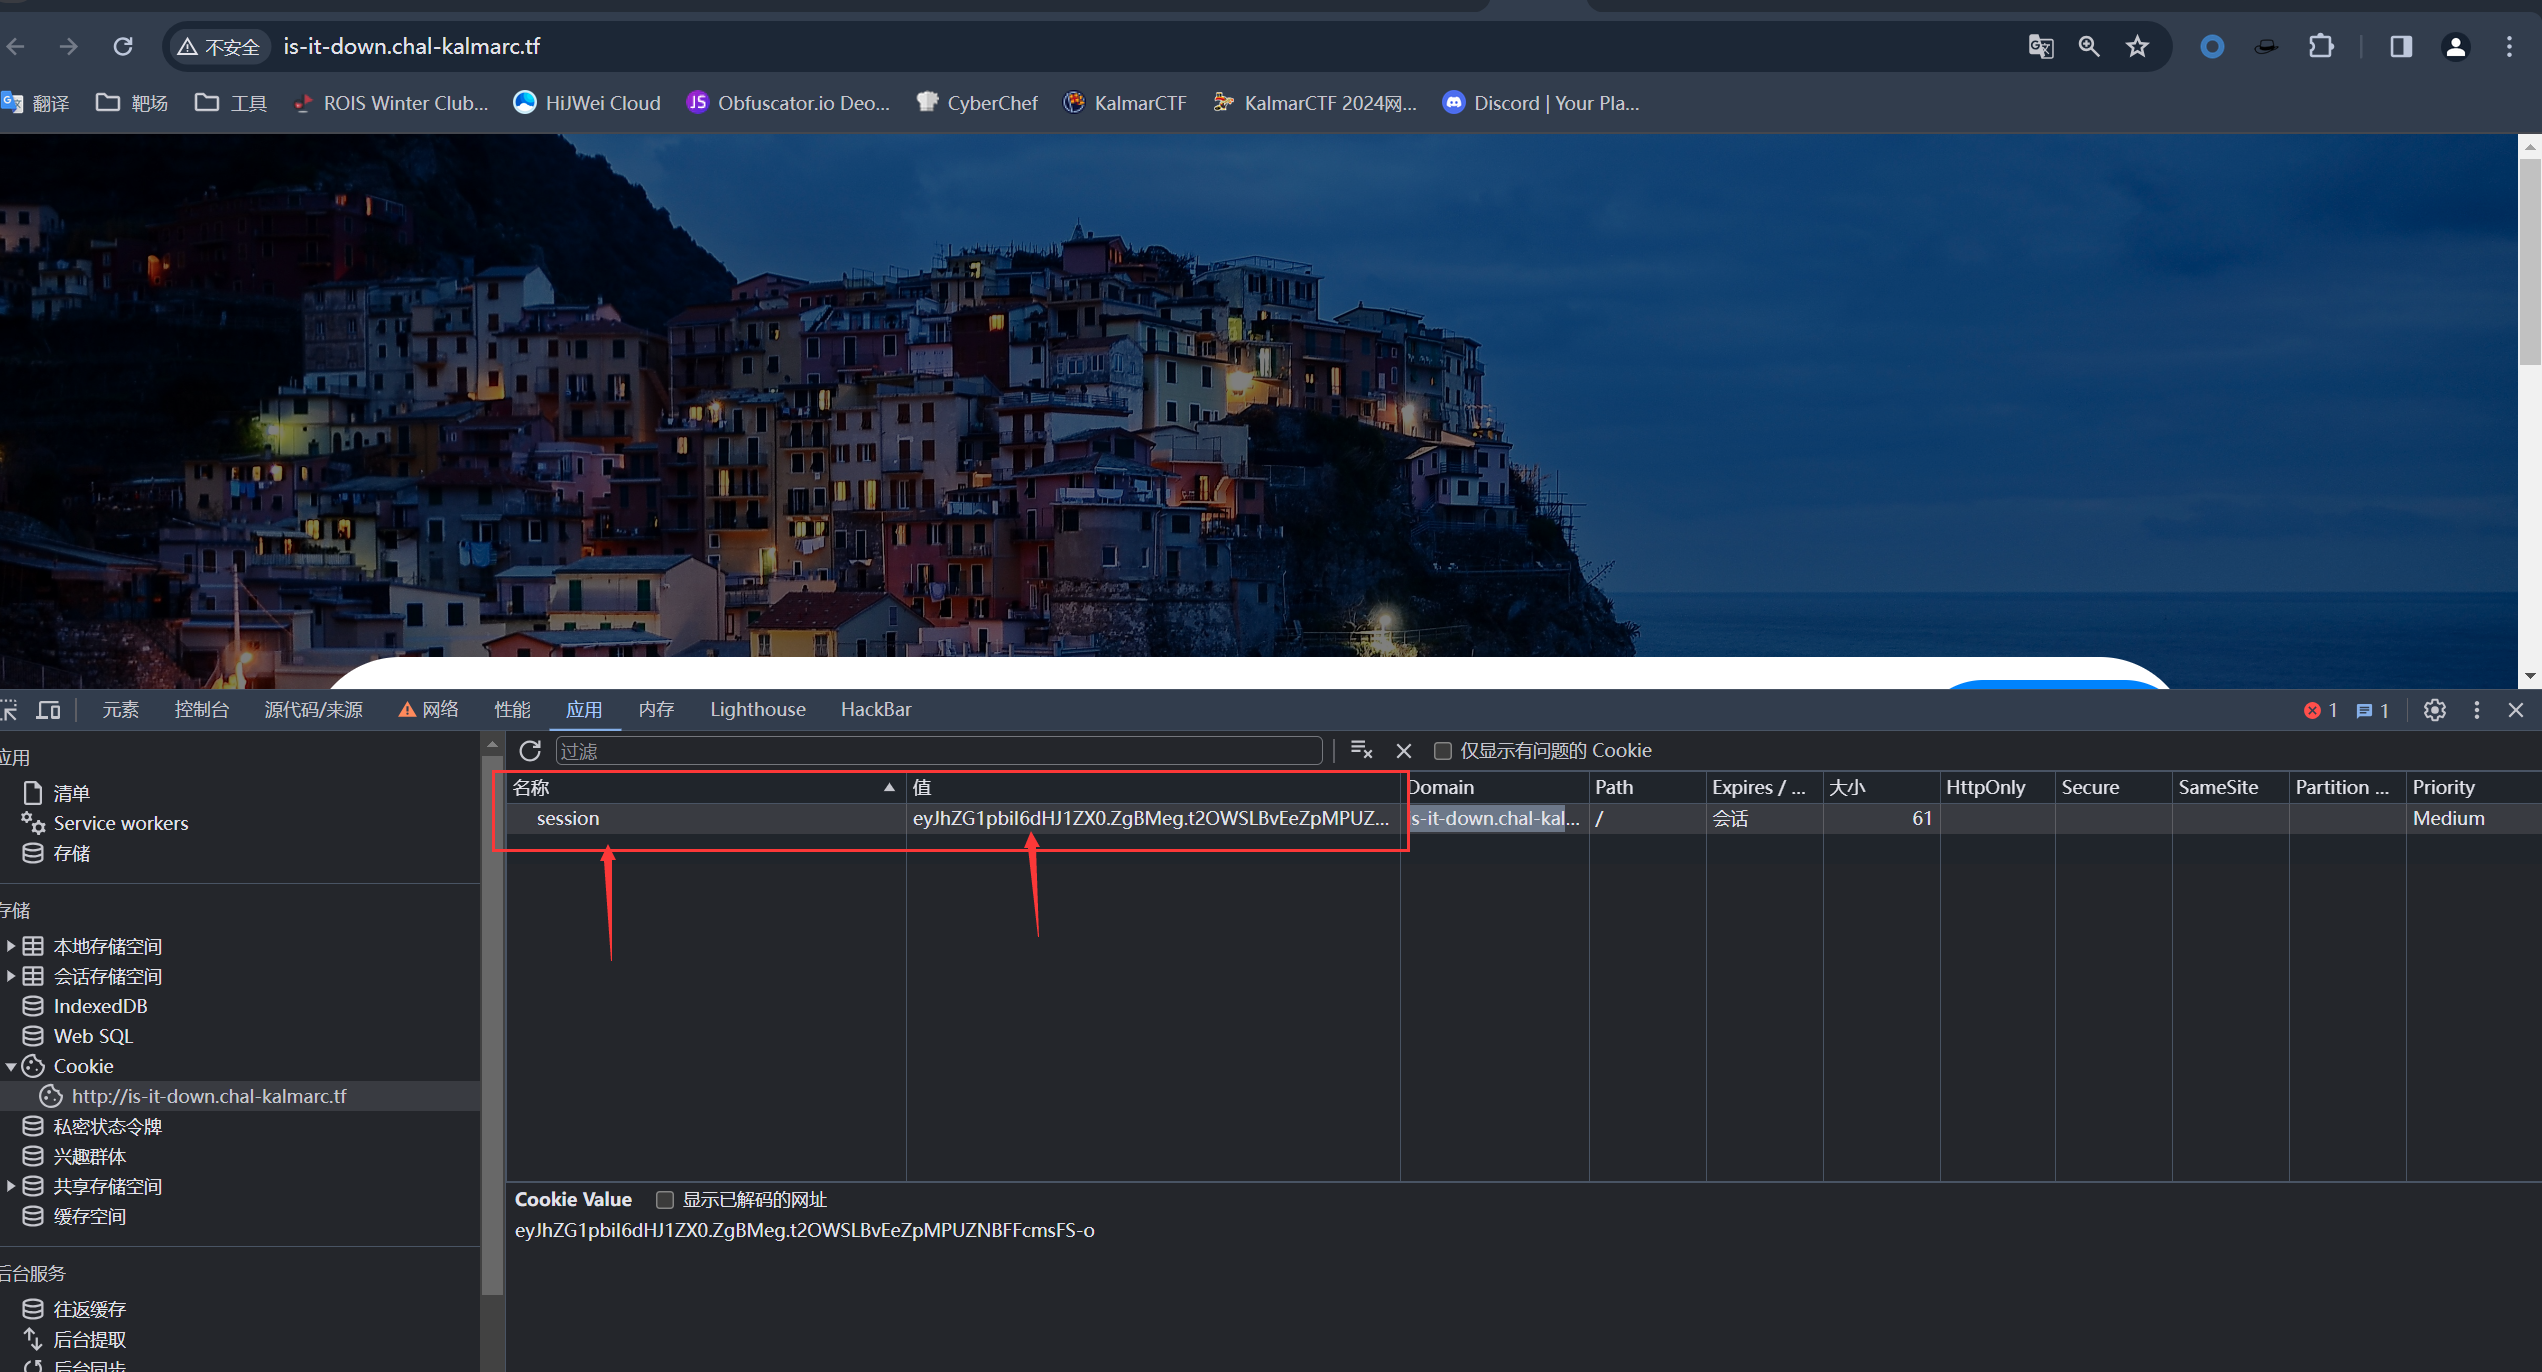 不安全 is-it-down.chal-kalmarc.tf
翻译 靶场 工具 ROIS Winter Club... HiJWei Cloud Obfuscator.io Deo... CyberChef KalmarCTF KalmarCTF 2024网... Discord | Your Pla...
元素 控制台 源代码/来源 网络 性能 应用 内存 Lighthouse HackBar 1 1
应用
清单
Service workers
存储
存储
本地存储空间
会话存储空间
IndexedDB
Web SQL
Cookie
http://is-it-down.chal-kalmarc.tf
私密状态令牌
兴趣群体
共享存储空间
缓存空间
后台服务
往返缓存
后台提取
后台同步
过滤 仅显示有问题的 Cookie
名称 值 Domain Path Expires / ... 大小 HttpOnly Secure SameSite Partition ... Priority
session eyJhZG1pbiI6dHJ1ZX0.ZgBMeg.t2OWSLBvEeZpMPUZ... is-it-down.chal-kal... / 会话 61 Medium
Cookie Value 显示已解码的网址
eyJhZG1pbiI6dHJ1ZX0.ZgBMeg.t2OWSLBvEeZpMPUZNBFFcmsFS-o